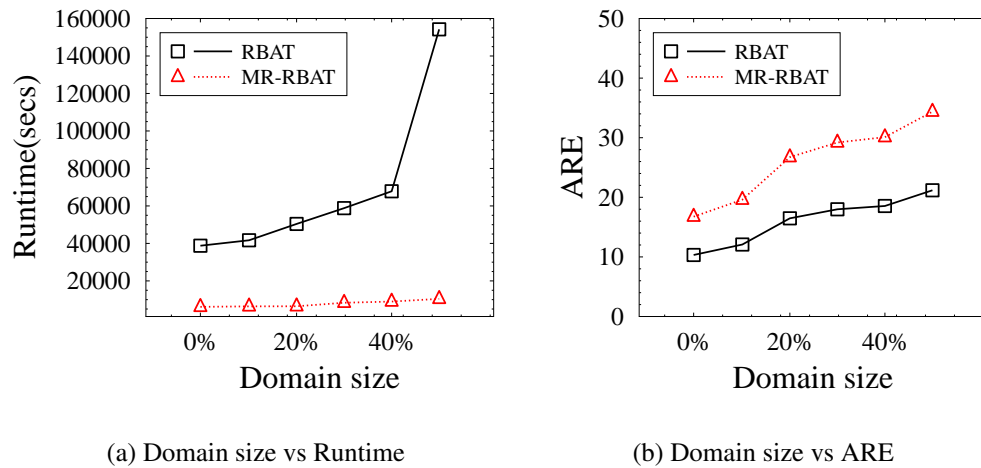 160000
140000
120000
100000
80000
60000
40000
20000
Runtime(secs)
RBAT
MR-RBAT
0% 20% 40%
Domain size
(a) Domain size vs Runtime
50
40
30
20
10
0
ARE
RBAT
MR-RBAT
0% 20% 40%
Domain size
(b) Domain size vs ARE